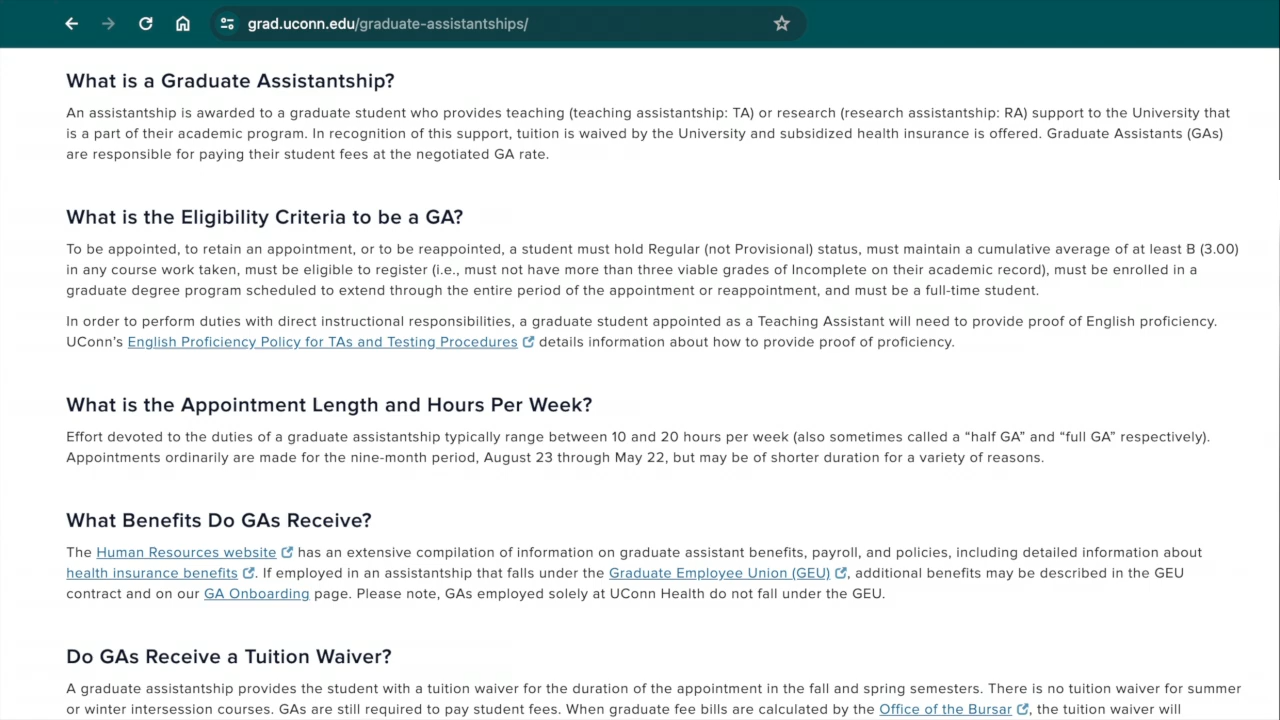 grad.uconn.edu/graduate-assistantships/
What is a Graduate Assistantship?
An assistantship is awarded to a graduate student who provides teaching (teaching assistantship: TA) or research (research assistantship: RA) support to the University that
is a part of their academic program. In recognition of this support, tuition is waived by the University and subsidized health insurance is offered. Graduate Assistants (GAs)
are responsible for paying their student fees at the negotiated GA rate.
What is the Eligibility Criteria to be a GA?
To be appointed, to retain an appointment, or to be reappointed, a student must hold Regular (not Provisional) status, must maintain a cumulative average of at least B (3.00)
in any course work taken, must be eligible to register (i.e., must not have more than three viable grades of Incomplete on their academic record), must be enrolled in a
graduate degree program scheduled to extend through the entire period of the appointment or reappointment, and must be a full-time student.
In order to perform duties with direct instructional responsibilities, a graduate student appointed as a Teaching Assistant will need to provide proof of English proficiency.
UConn's English Proficiency Policy for TAs and Testing Procedures details information about how to provide proof of proficiency.
What is the Appointment Length and Hours Per Week?
Effort devoted to the duties of a graduate assistantship typically range between 10 and 20 hours per week (also sometimes called a “half GA” and “full GA” respectively).
Appointments ordinarily are made for the nine-month period, August 23 through May 22, but may be of shorter duration for a variety of reasons.
What Benefits Do GAs Receive?
The Human Resources website has an extensive compilation of information on graduate assistant benefits, payroll, and policies, including detailed information about
health insurance benefits. If employed in an assistantship that falls under the Graduate Employee Union (GEU), additional benefits may be described in the GEU
contract and on our GA Onboarding page. Please note, GAs employed solely at UConn Health do not fall under the GEU.
Do GAs Receive a Tuition Waiver?
A graduate assistantship provides the student with a tuition waiver for the duration of the appointment in the fall and spring semesters. There is no tuition waiver for summer
or winter intersession courses. GAs are still required to pay student fees. When graduate fee bills are calculated by the Office of the Bursar, the tuition waiver will